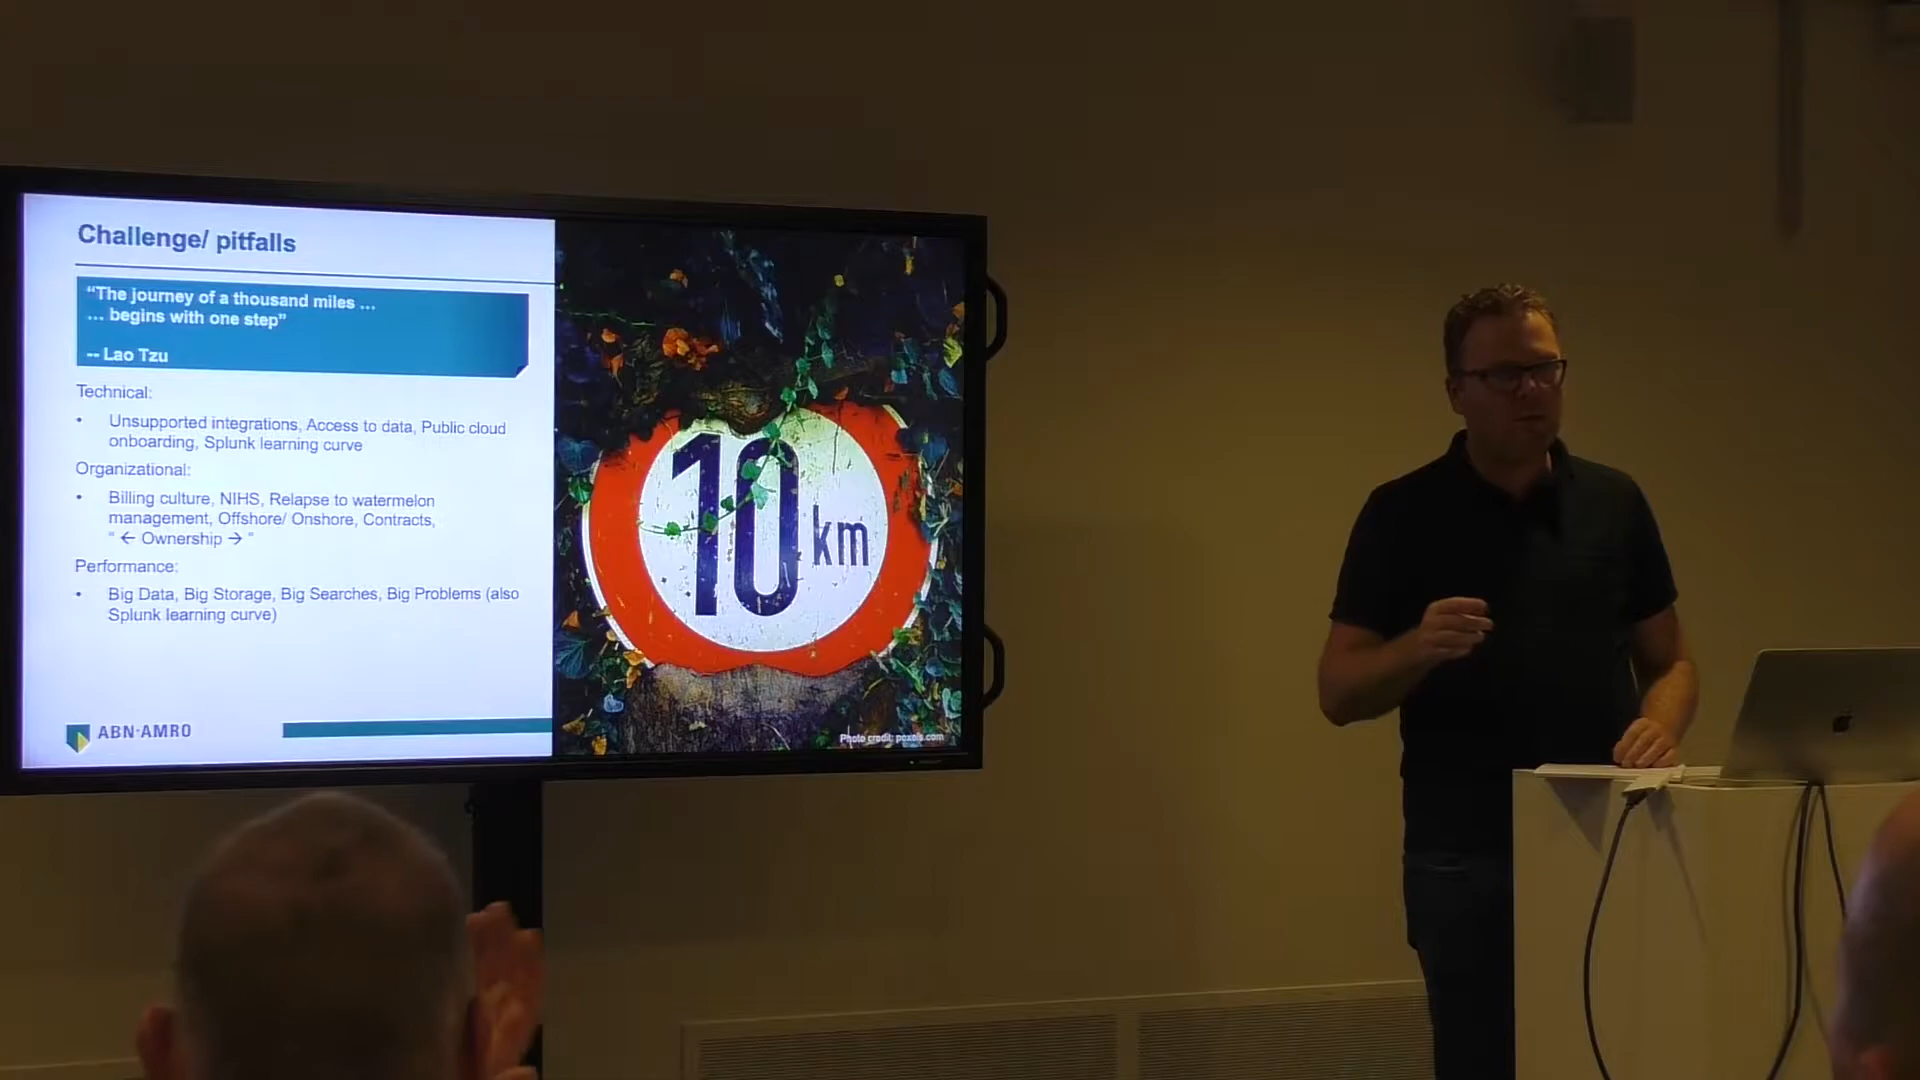 Challenge/ pitfalls
“The journey of a thousand miles ...
... begins with one step”
-- Lao Tzu
Technical:
• Unsupported integrations, Access to data, Public cloud
onboarding, Splunk learning curve
Organizational:
• Billing culture, NIHS, Relapse to watermelon
management, Offshore/ Onshore, Contracts,
“ ← Ownership → “
Performance:
• Big Data, Big Storage, Big Searches, Big Problems (also
Splunk learning curve)
ABN·AMRO
10 km
Photo credit: pexels.com